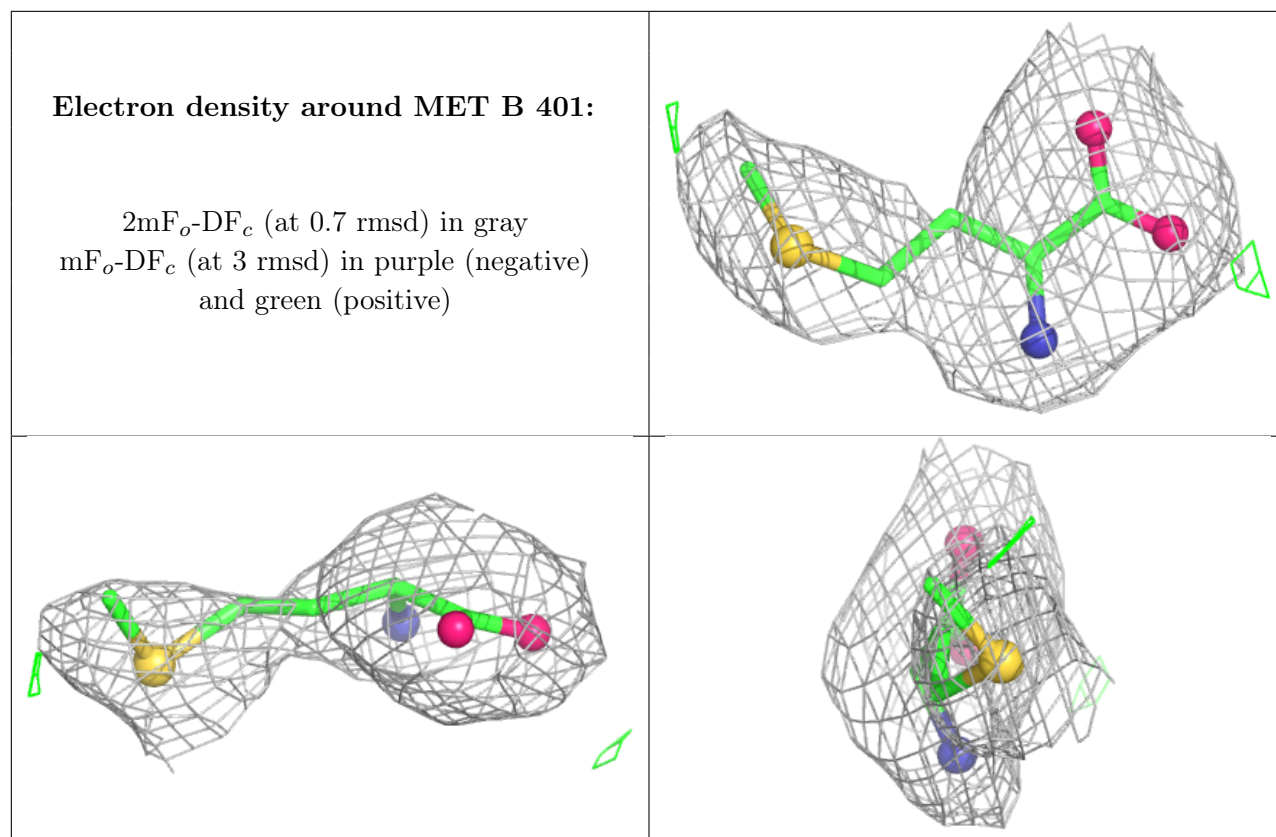 Electron density around MET B 401:
2mFo-DFc (at 0.7 rmsd) in gray
mFo-DFc (at 3 rmsd) in purple (negative)
and green (positive)